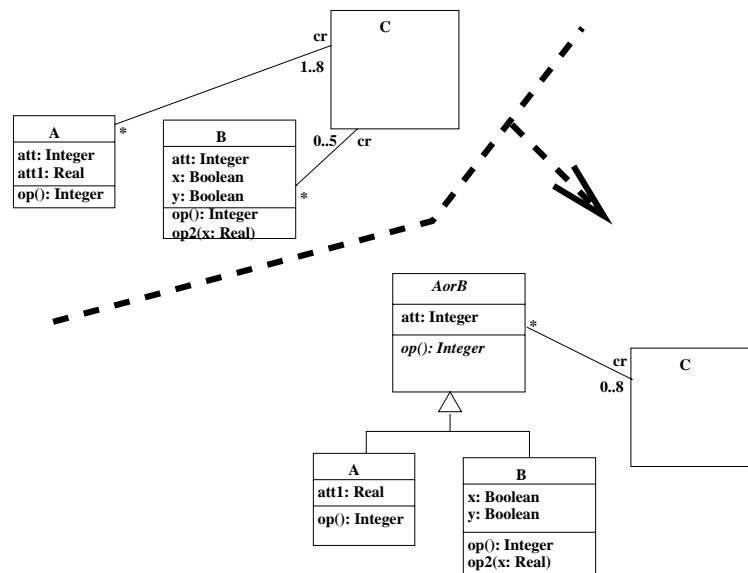 C
cr
1..8
A
*
att: Integer
att1: Real
op(): Integer
B
0..5 cr
att: Integer
x: Boolean
y: Boolean
*
op(): Integer
op2(x: Real)
AorB
att: Integer
*
op(): Integer
cr
0..8
C
A
att1: Real
op(): Integer
B
x: Boolean
y: Boolean
op(): Integer
op2(x: Real)